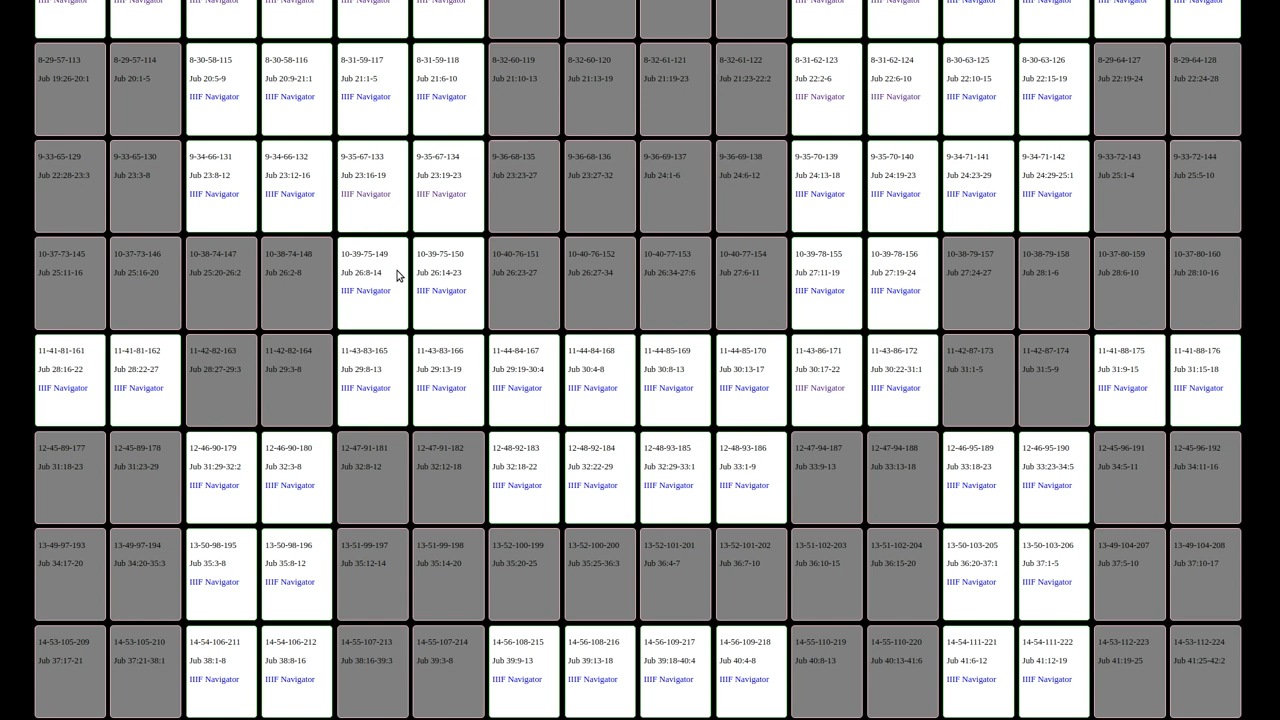 IIIF Navigator IIIF Navigator IIIF Navigator IIIF Navigator IIIF Navigator IIIF Navigator IIIF Navigator IIIF Navigator IIIF Navigator IIIF Navigator
8-29-57-113 8-29-57-114 8-30-58-115 8-30-58-116 8-31-59-117 8-31-59-118 8-32-60-119 8-32-60-120 8-32-61-121 8-32-61-122 8-31-62-123 8-31-62-124 8-30-63-125 8-30-63-126 8-29-64-127 8-29-64-128
Jub 19:26-20:1 Jub 20:1-5 Jub 20:5-9 Jub 20:9-21:1 Jub 21:1-5 Jub 21:6-10 Jub 21:10-13 Jub 21:13-19 Jub 21:19-23 Jub 21:23-22:2 Jub 22:2-6 Jub 22:6-10 Jub 22:10-15 Jub 22:15-19 Jub 22:19-24 Jub 22:24-28
IIIF Navigator IIIF Navigator IIIF Navigator IIIF Navigator IIIF Navigator IIIF Navigator IIIF Navigator IIIF Navigator
9-33-65-129 9-33-65-130 9-34-66-131 9-34-66-132 9-35-67-133 9-35-67-134 9-36-68-135 9-36-68-136 9-36-69-137 9-36-69-138 9-35-70-139 9-35-70-140 9-34-71-141 9-34-71-142 9-33-72-143 9-33-72-144
Jub 22:28-23:3 Jub 23:3-8 Jub 23:8-12 Jub 23:12-16 Jub 23:16-19 Jub 23:19-23 Jub 23:23-27 Jub 23:27-32 Jub 24:1-6 Jub 24:6-12 Jub 24:13-18 Jub 24:19-23 Jub 24:23-29 Jub 24:29-25:1 Jub 25:1-4 Jub 25:5-10
IIIF Navigator IIIF Navigator IIIF Navigator IIIF Navigator IIIF Navigator IIIF Navigator IIIF Navigator IIIF Navigator
10-37-73-145 10-37-73-146 10-38-74-147 10-38-74-148 10-39-75-149 10-39-75-150 10-40-76-151 10-40-76-152 10-40-77-153 10-40-77-154 10-39-78-155 10-39-78-156 10-38-79-157 10-38-79-158 10-37-80-159 10-37-80-160
Jub 25:11-16 Jub 25:16-20 Jub 25:20-26:2 Jub 26:2-8 Jub 26:8-14 Jub 26:14-23 Jub 26:23-27 Jub 26:27-34 Jub 26:34-27:6 Jub 27:6-11 Jub 27:11-19 Jub 27:19-24 Jub 27:24-27 Jub 28:1-6 Jub 28:6-10 Jub 28:10-16
IIIF Navigator IIIF Navigator IIIF Navigator IIIF Navigator
11-41-81-161 11-41-81-162 11-42-82-163 11-42-82-164 11-43-83-165 11-43-83-166 11-44-84-167 11-44-84-168 11-44-85-169 11-44-85-170 11-43-86-171 11-43-86-172 11-42-87-173 11-42-87-174 11-41-88-175 11-41-88-176
Jub 28:16-22 Jub 28:22-27 Jub 28:27-29:3 Jub 29:3-8 Jub 29:8-13 Jub 29:13-19 Jub 29:19-30:4 Jub 30:4-8 Jub 30:8-13 Jub 30:13-17 Jub 30:17-22 Jub 30:22-31:1 Jub 31:1-5 Jub 31:5-9 Jub 31:9-15 Jub 31:15-18
IIIF Navigator IIIF Navigator IIIF Navigator IIIF Navigator IIIF Navigator IIIF Navigator IIIF Navigator IIIF Navigator IIIF Navigator IIIF Navigator IIIF Navigator IIIF Navigator
12-45-89-177 12-45-89-178 12-46-90-179 12-46-90-180 12-47-91-181 12-47-91-182 12-48-92-183 12-48-92-184 12-48-93-185 12-48-93-186 12-47-94-187 12-47-94-188 12-46-95-189 12-46-95-190 12-45-96-191 12-45-96-192
Jub 31:18-23 Jub 31:23-29 Jub 31:29-32:2 Jub 32:3-8 Jub 32:8-12 Jub 32:12-18 Jub 32:18-22 Jub 32:22-29 Jub 32:29-33:1 Jub 33:1-9 Jub 33:9-13 Jub 33:13-18 Jub 33:18-23 Jub 33:23-34:5 Jub 34:5-11 Jub 34:11-16
IIIF Navigator IIIF Navigator IIIF Navigator IIIF Navigator IIIF Navigator IIIF Navigator IIIF Navigator IIIF Navigator
13-49-97-193 13-49-97-194 13-50-98-195 13-50-98-196 13-51-99-197 13-51-99-198 13-52-100-199 13-52-100-200 13-52-101-201 13-52-101-202 13-51-102-203 13-51-102-204 13-50-103-205 13-50-103-206 13-49-104-207 13-49-104-208
Jub 34:17-20 Jub 34:20-35:3 Jub 35:3-8 Jub 35:8-12 Jub 35:12-14 Jub 35:14-20 Jub 35:20-25 Jub 35:25-36:3 Jub 36:4-7 Jub 36:7-10 Jub 36:10-15 Jub 36:15-20 Jub 36:20-37:1 Jub 37:1-5 Jub 37:5-10 Jub 37:10-17
IIIF Navigator IIIF Navigator IIIF Navigator IIIF Navigator
14-53-105-209 14-53-105-210 14-54-106-211 14-54-106-212 14-55-107-213 14-55-107-214 14-56-108-215 14-56-108-216 14-56-109-217 14-56-109-218 14-55-110-219 14-55-110-220 14-54-111-221 14-54-111-222 14-53-112-223 14-53-112-224
Jub 37:17-21 Jub 37:21-38:1 Jub 38:1-8 Jub 38:8-16 Jub 38:16-39:3 Jub 39:3-8 Jub 39:9-13 Jub 39:13-18 Jub 39:18-40:4 Jub 40:4-8 Jub 40:8-13 Jub 40:13-41:6 Jub 41:6-12 Jub 41:12-19 Jub 41:19-25 Jub 41:25-42:2
IIIF Navigator IIIF Navigator IIIF Navigator IIIF Navigator IIIF Navigator IIIF Navigator IIIF Navigator IIIF Navigator